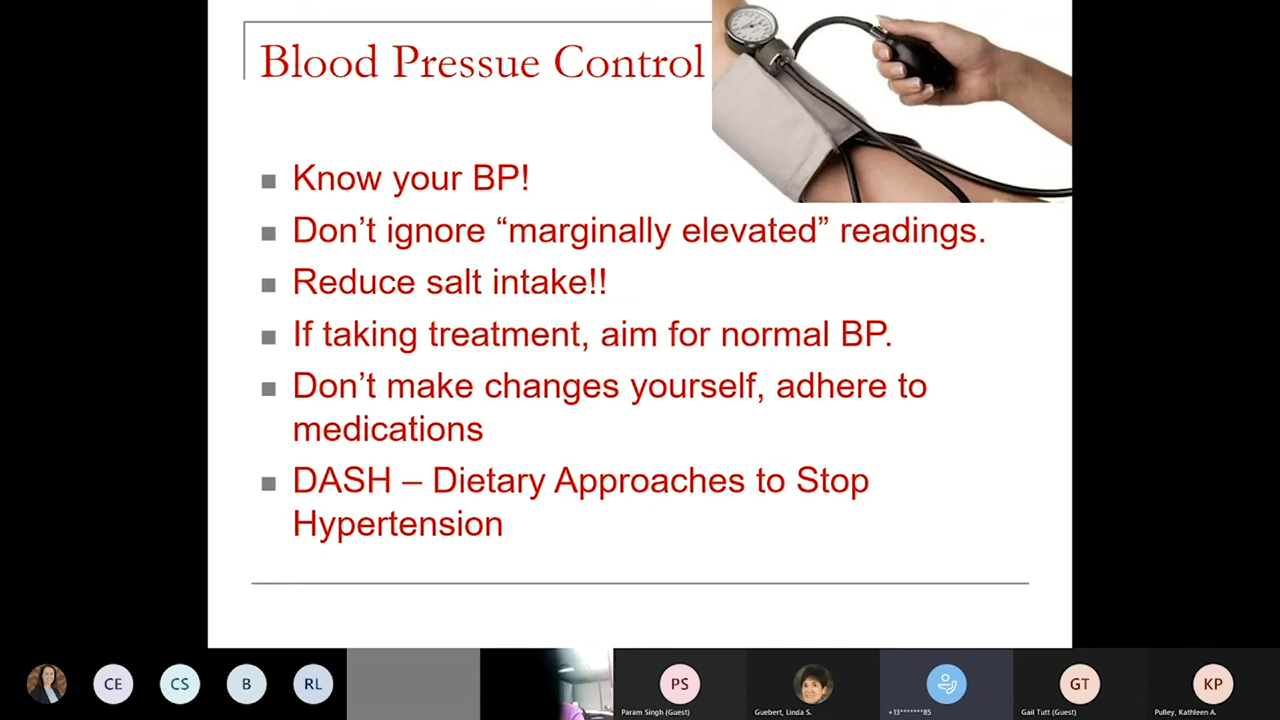 Blood Pressue Control
Know your BP!
Don’t ignore “marginally elevated” readings.
Reduce salt intake!!
If taking treatment, aim for normal BP.
Don’t make changes yourself, adhere to
medications
DASH – Dietary Approaches to Stop
Hypertension
CE
CS
B
RL
PS
GT
KP
Param Singh (Guest)
Guebert, Linda S.
+13*******85
Gail Tutt (Guest)
Pulley, Kathleen A.